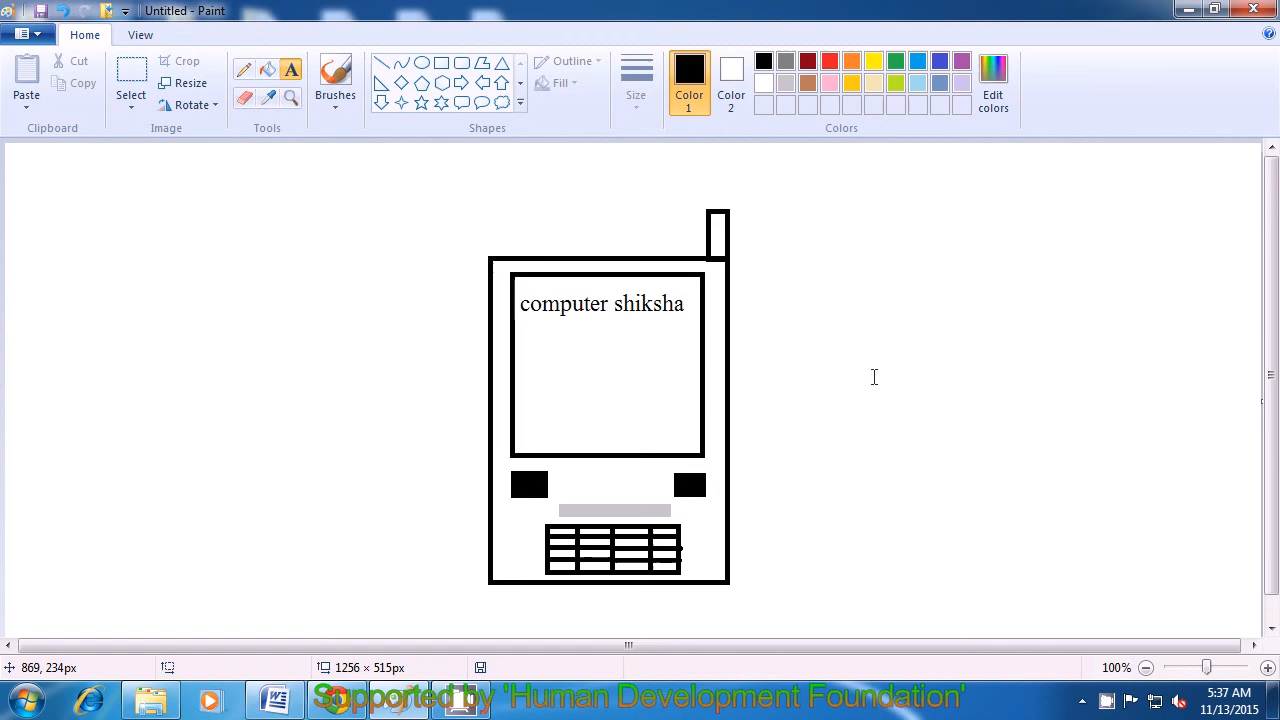 Untitled - Paint
Home
View
Cut
Copy
Paste
Clipboard
Crop
Resize
Rotate
Select
Image
A
Tools
Brushes
Shapes
Outline
Fill
Size
Color 1
Color 2
Edit colors
Colors
computer shiksha
869, 234px
1256 × 515px
100%
Supported by 'Human Development Foundation'
5:37 AM
11/13/2015